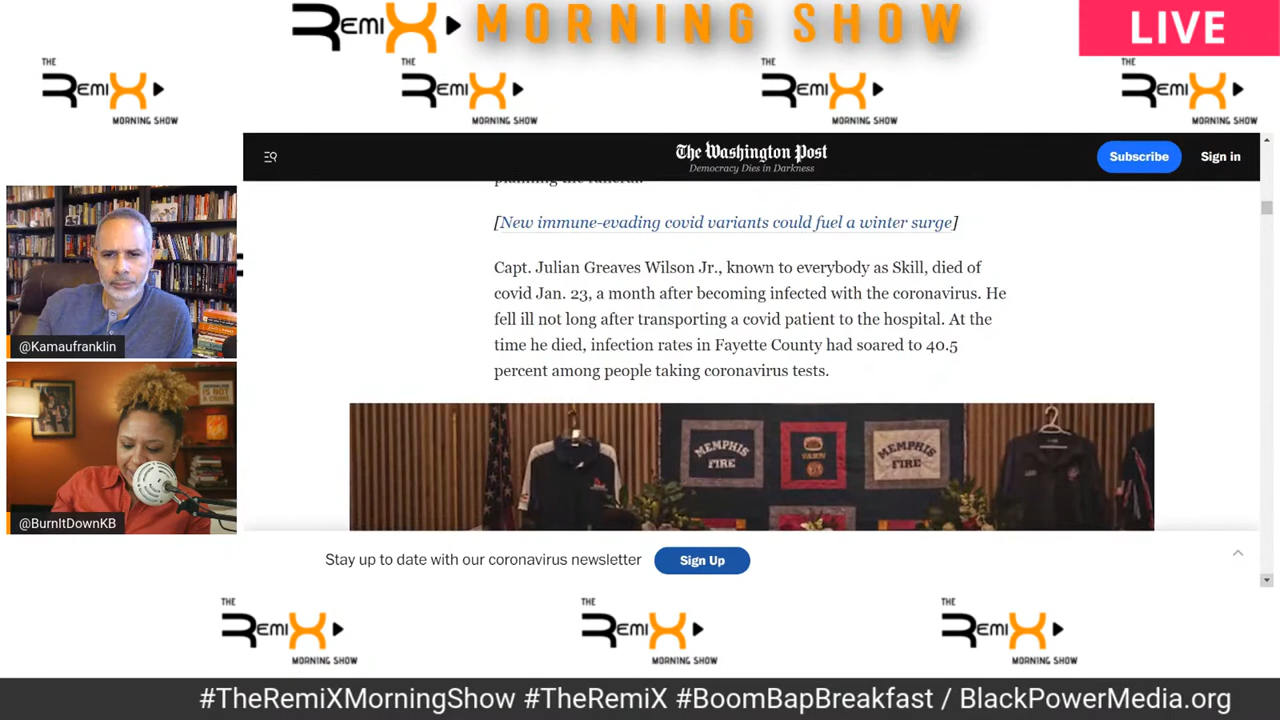 REMIX MORNING SHOW
LIVE
THE
REMIX
MORNING SHOW
THE
REMIX
MORNING SHOW
THE
REMIX
MORNING SHOW
THE
REMIX
MORNING SHOW
The Washington Post
Democracy Dies in Darkness
Subscribe
Sign in
planning the funeral.
[New immune-evading covid variants could fuel a winter surge]
Capt. Julian Greaves Wilson Jr., known to everybody as Skill, died of
covid Jan. 23, a month after becoming infected with the coronavirus. He
fell ill not long after transporting a covid patient to the hospital. At the
time he died, infection rates in Fayette County had soared to 40.5
percent among people taking coronavirus tests.
@Kamaufranklin
JOURNALISM
IS NOT
A CRIME
@BurnItDownKB
MEMPHIS
FIRE
MEMPHIS
FIRE
Stay up to date with our coronavirus newsletter
Sign Up
THE
REMIX
MORNING SHOW
THE
REMIX
MORNING SHOW
THE
REMIX
MORNING SHOW
#TheRemiXMorningShow #TheRemiX #BoomBapBreakfast / BlackPowerMedia.org